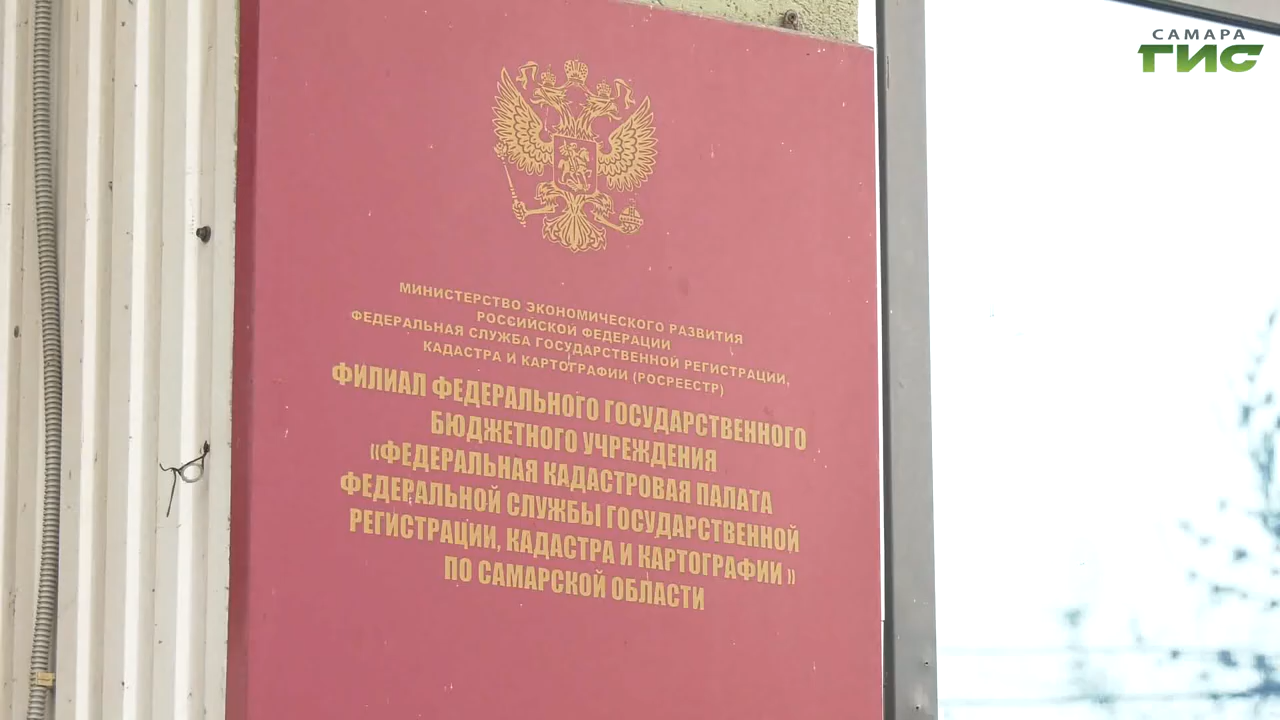 САМАРА
ГИС
МИНИСТЕРСТВО ЭКОНОМИЧЕСКОГО РАЗВИТИЯ
РОССИЙСКОЙ ФЕДЕРАЦИИ
ФЕДЕРАЛЬНАЯ СЛУЖБА ГОСУДАРСТВЕННОЙ РЕГИСТРАЦИИ,
КАДАСТРА И КАРТОГРАФИИ (РОСРЕЕСТР)
ФИЛИАЛ ФЕДЕРАЛЬНОГО ГОСУДАРСТВЕННОГО
БЮДЖЕТНОГО УЧРЕЖДЕНИЯ
«ФЕДЕРАЛЬНАЯ КАДАСТРОВАЯ ПАЛАТА
ФЕДЕРАЛЬНОЙ СЛУЖБЫ ГОСУДАРСТВЕННОЙ
РЕГИСТРАЦИИ, КАДАСТРА И КАРТОГРАФИИ »
ПО САМАРСКОЙ ОБЛАСТИ